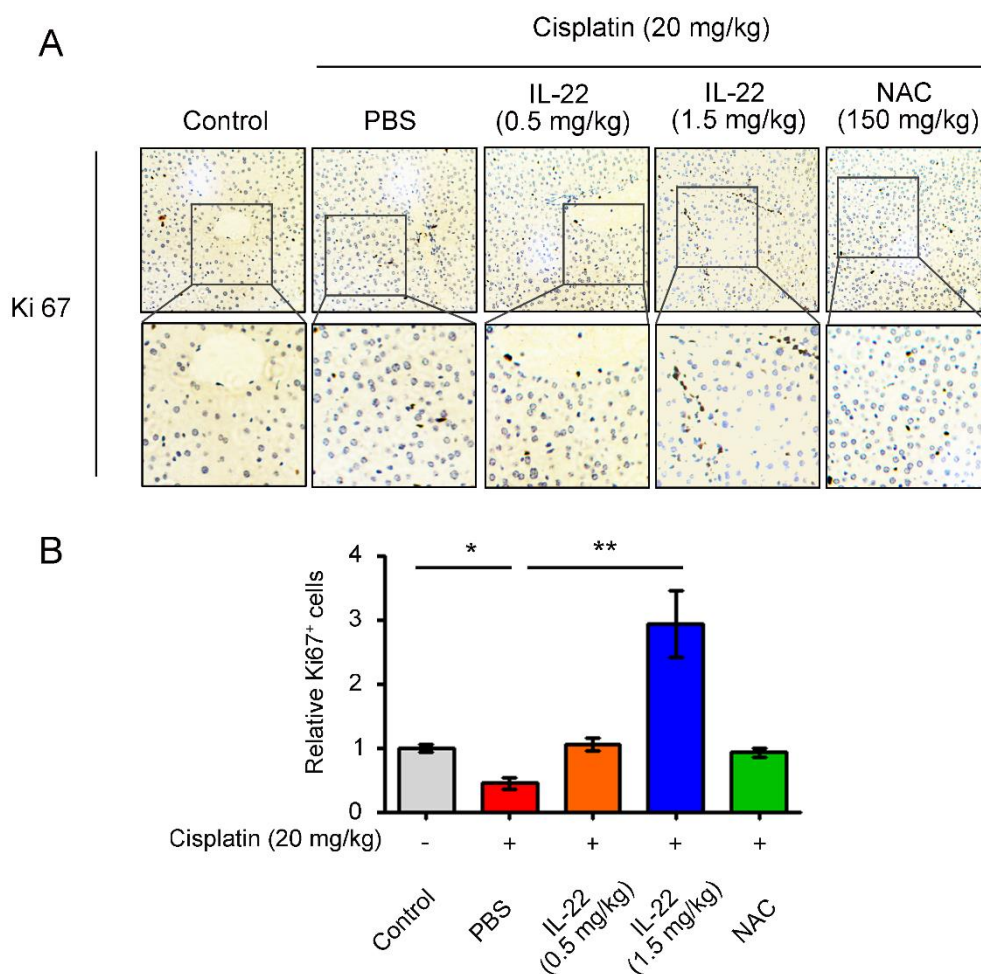 A
Cisplatin (20 mg/kg)
Control
PBS
IL-22
(0.5 mg/kg)
IL-22
(1.5 mg/kg)
NAC
(150 mg/kg)
Ki 67
B
Relative Ki67⁺ cells
4
3
2
1
0
*
**
Cisplatin (20 mg/kg)
-
+
+
+
+
Control
PBS
IL-22
(0.5 mg/kg)
IL-22
(1.5 mg/kg)
NAC